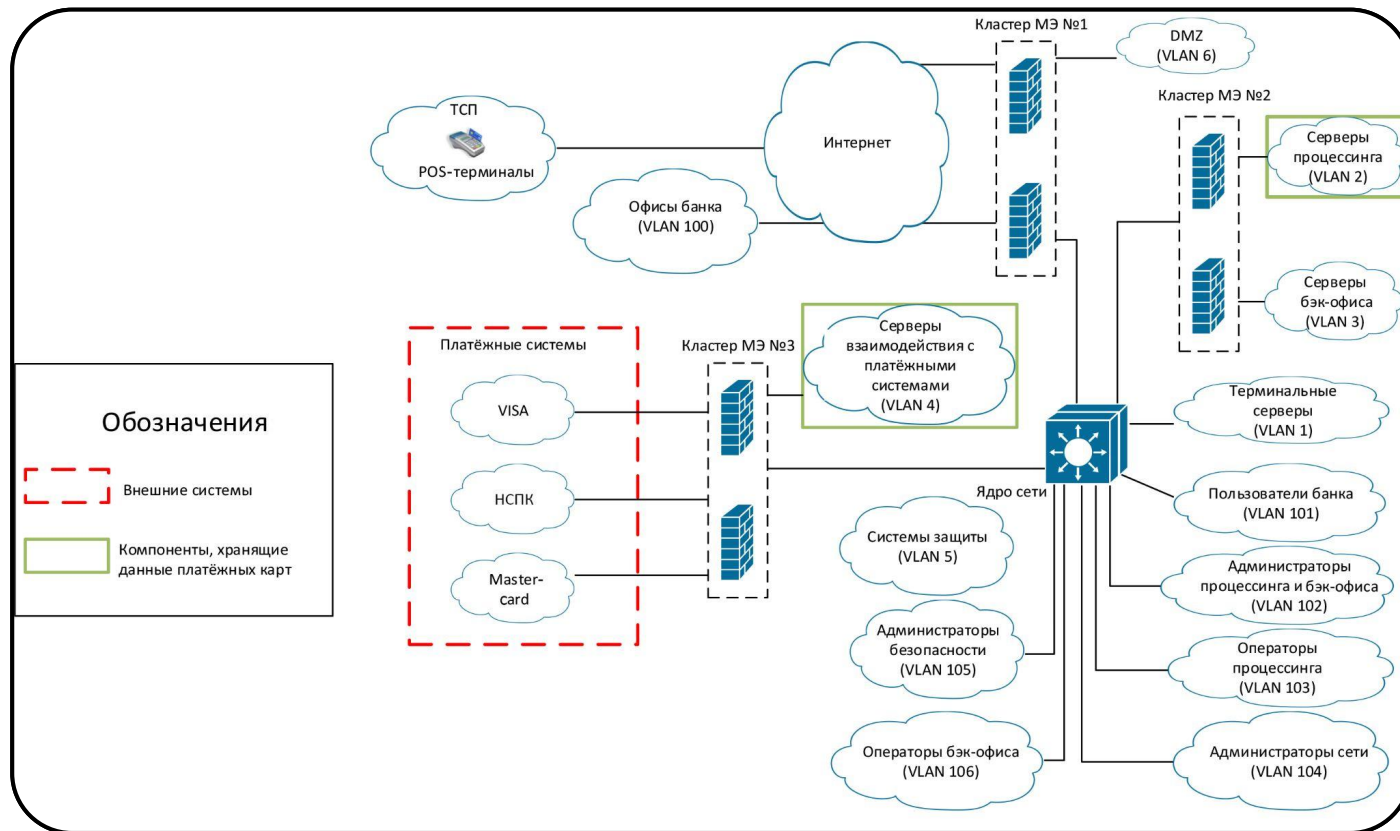 Кластер МЭ №1
DMZ
(VLAN 6)
Кластер МЭ №2
ТСП
POS-терминалы
Интернет
Серверы
процессинга
(VLAN 2)
Офисы банка
(VLAN 100)
Серверы
бэк-офиса
(VLAN 3)
Платёжные системы
Кластер МЭ №3
Серверы
взаимодействия с
платёжными
системами
(VLAN 4)
VISA
НСПК
Master-
card
Обозначения
Внешние системы
Компоненты, хранящие
данные платёжных карт
Ядро сети
Терминальные
серверы
(VLAN 1)
Пользователи банка
(VLAN 101)
Системы защиты
(VLAN 5)
Администраторы
процессинга и бэк-офиса
(VLAN 102)
Администраторы
безопасности
(VLAN 105)
Операторы
процессинга
(VLAN 103)
Операторы бэк-офиса
(VLAN 106)
Администраторы сети
(VLAN 104)